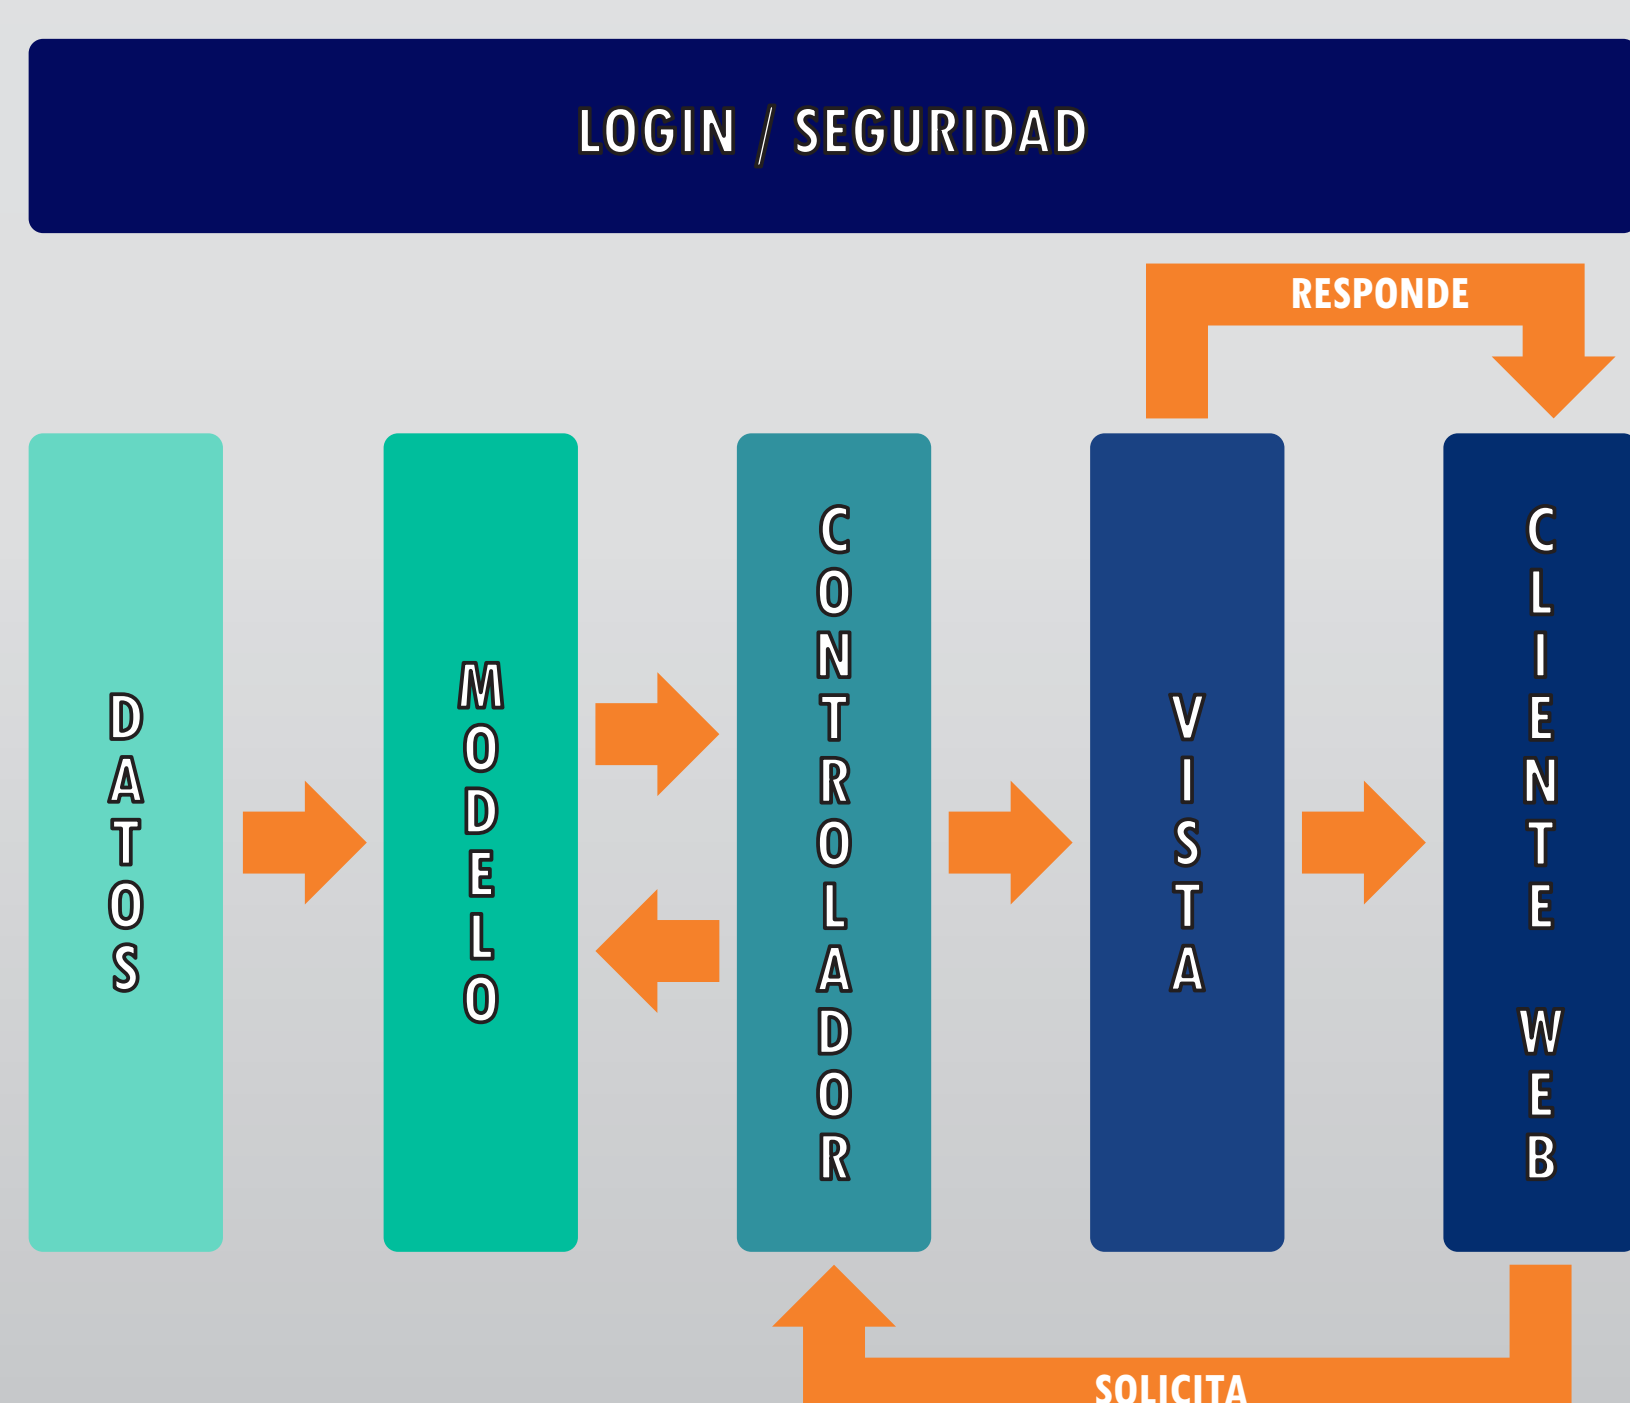 LOGIN / SEGURIDAD
RESPONDE
DATOS
MODELO
CONTROLADOR
VISTA
CLIENTE WEB
SOLICITA